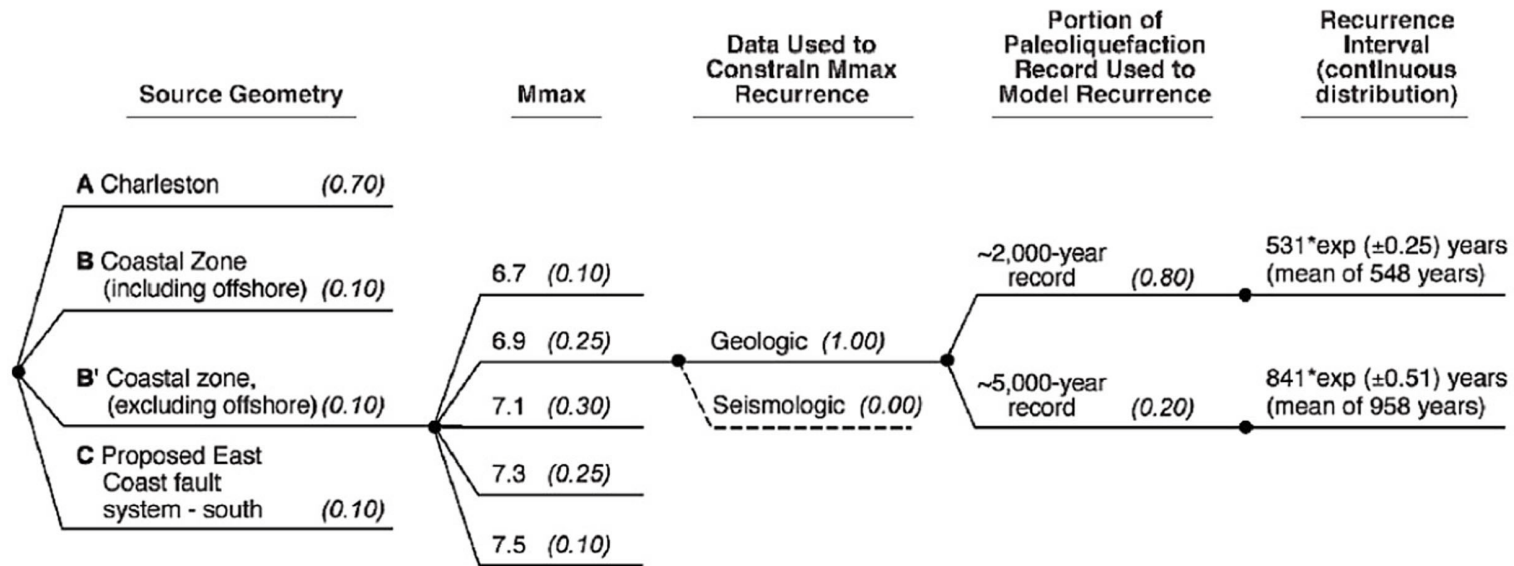 Source Geometry
Mmax
Data Used to
Constrain Mmax
Recurrence
Portion of
Paleoliquefaction
Record Used to
Model Recurrence
Recurrence
Interval
(continuous
distribution)
A Charleston (0.70)
B Coastal Zone
(including offshore) (0.10)
B' Coastal zone,
(excluding offshore) (0.10)
C Proposed East
Coast fault
system - south (0.10)
6.7 (0.10)
6.9 (0.25)
7.1 (0.30)
7.3 (0.25)
7.5 (0.10)
Geologic (1.00)
Seismologic (0.00)
~2,000-year
record (0.80)
~5,000-year
record (0.20)
531*exp (±0.25) years
(mean of 548 years)
841*exp (±0.51) years
(mean of 958 years)